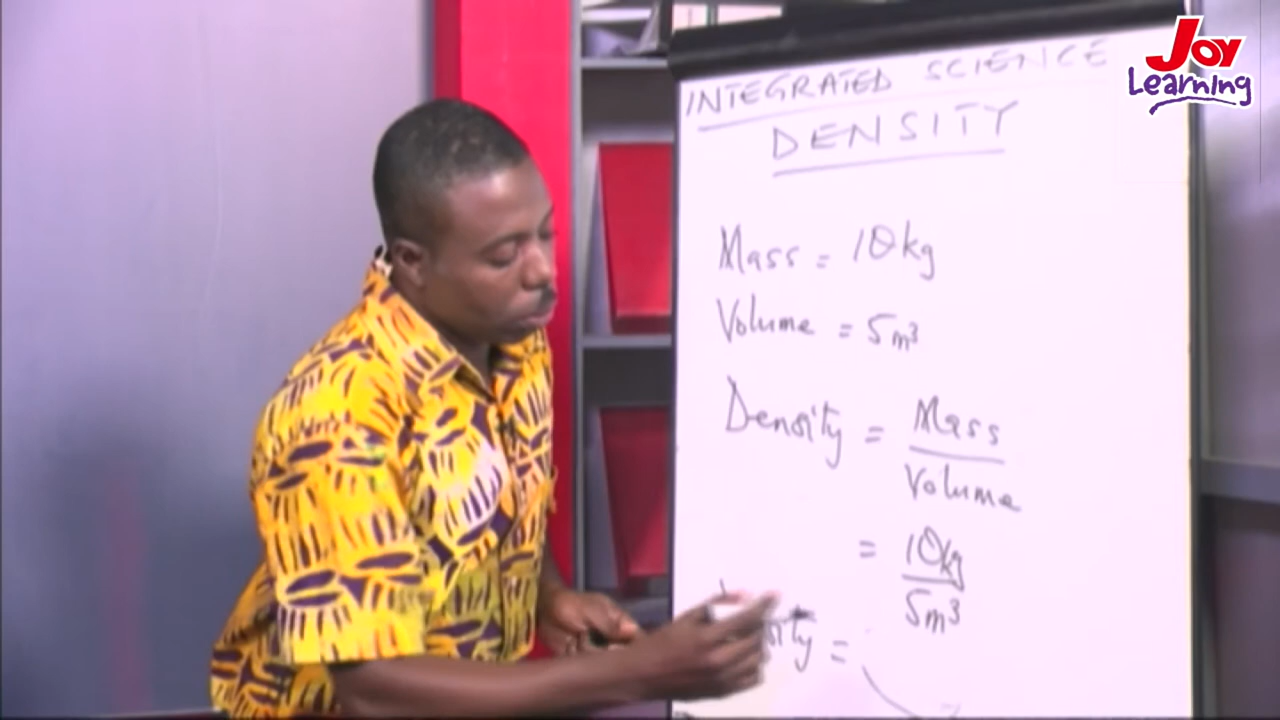 Joy
Learning
INTEGRATED SCIENCE
DENSITY
Mass = 10kg
Volume = 5m³
Density = Mass
Volume
= 10kg
5m³
=